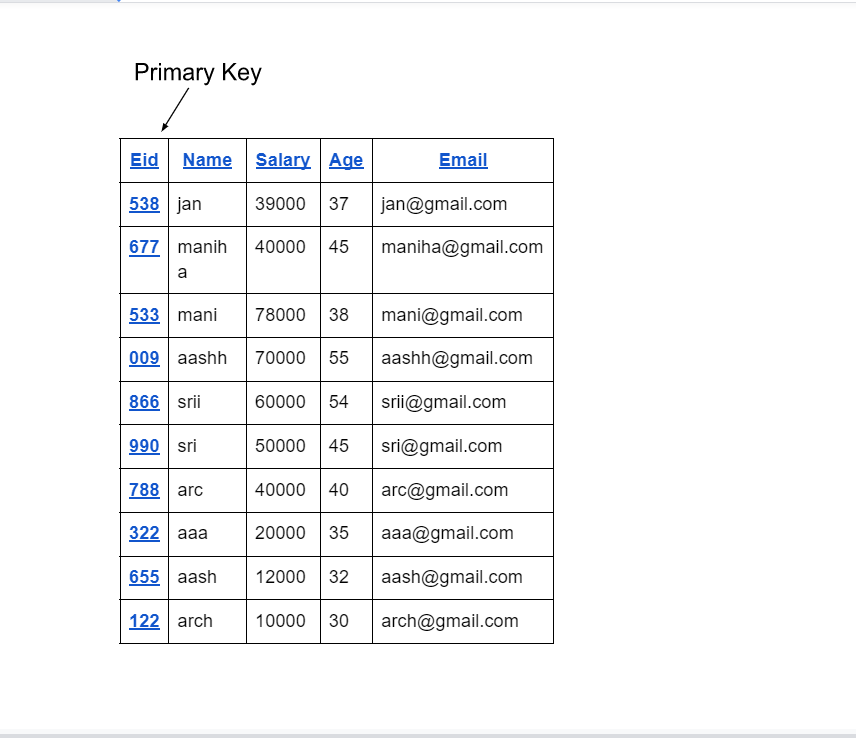 Primary Key
Eid Name Salary Age Email
538 jan 39000 37 jan@gmail.com
677 manih 40000 45 maniha@gmail.com
a
533 mani 78000 38 mani@gmail.com
009 aashh 70000 55 aashh@gmail.com
866 srii 60000 54 srii@gmail.com
990 sri 50000 45 sri@gmail.com
788 arc 40000 40 arc@gmail.com
322 aaa 20000 35 aaa@gmail.com
655 aash 12000 32 aash@gmail.com
122 arch 10000 30 arch@gmail.com